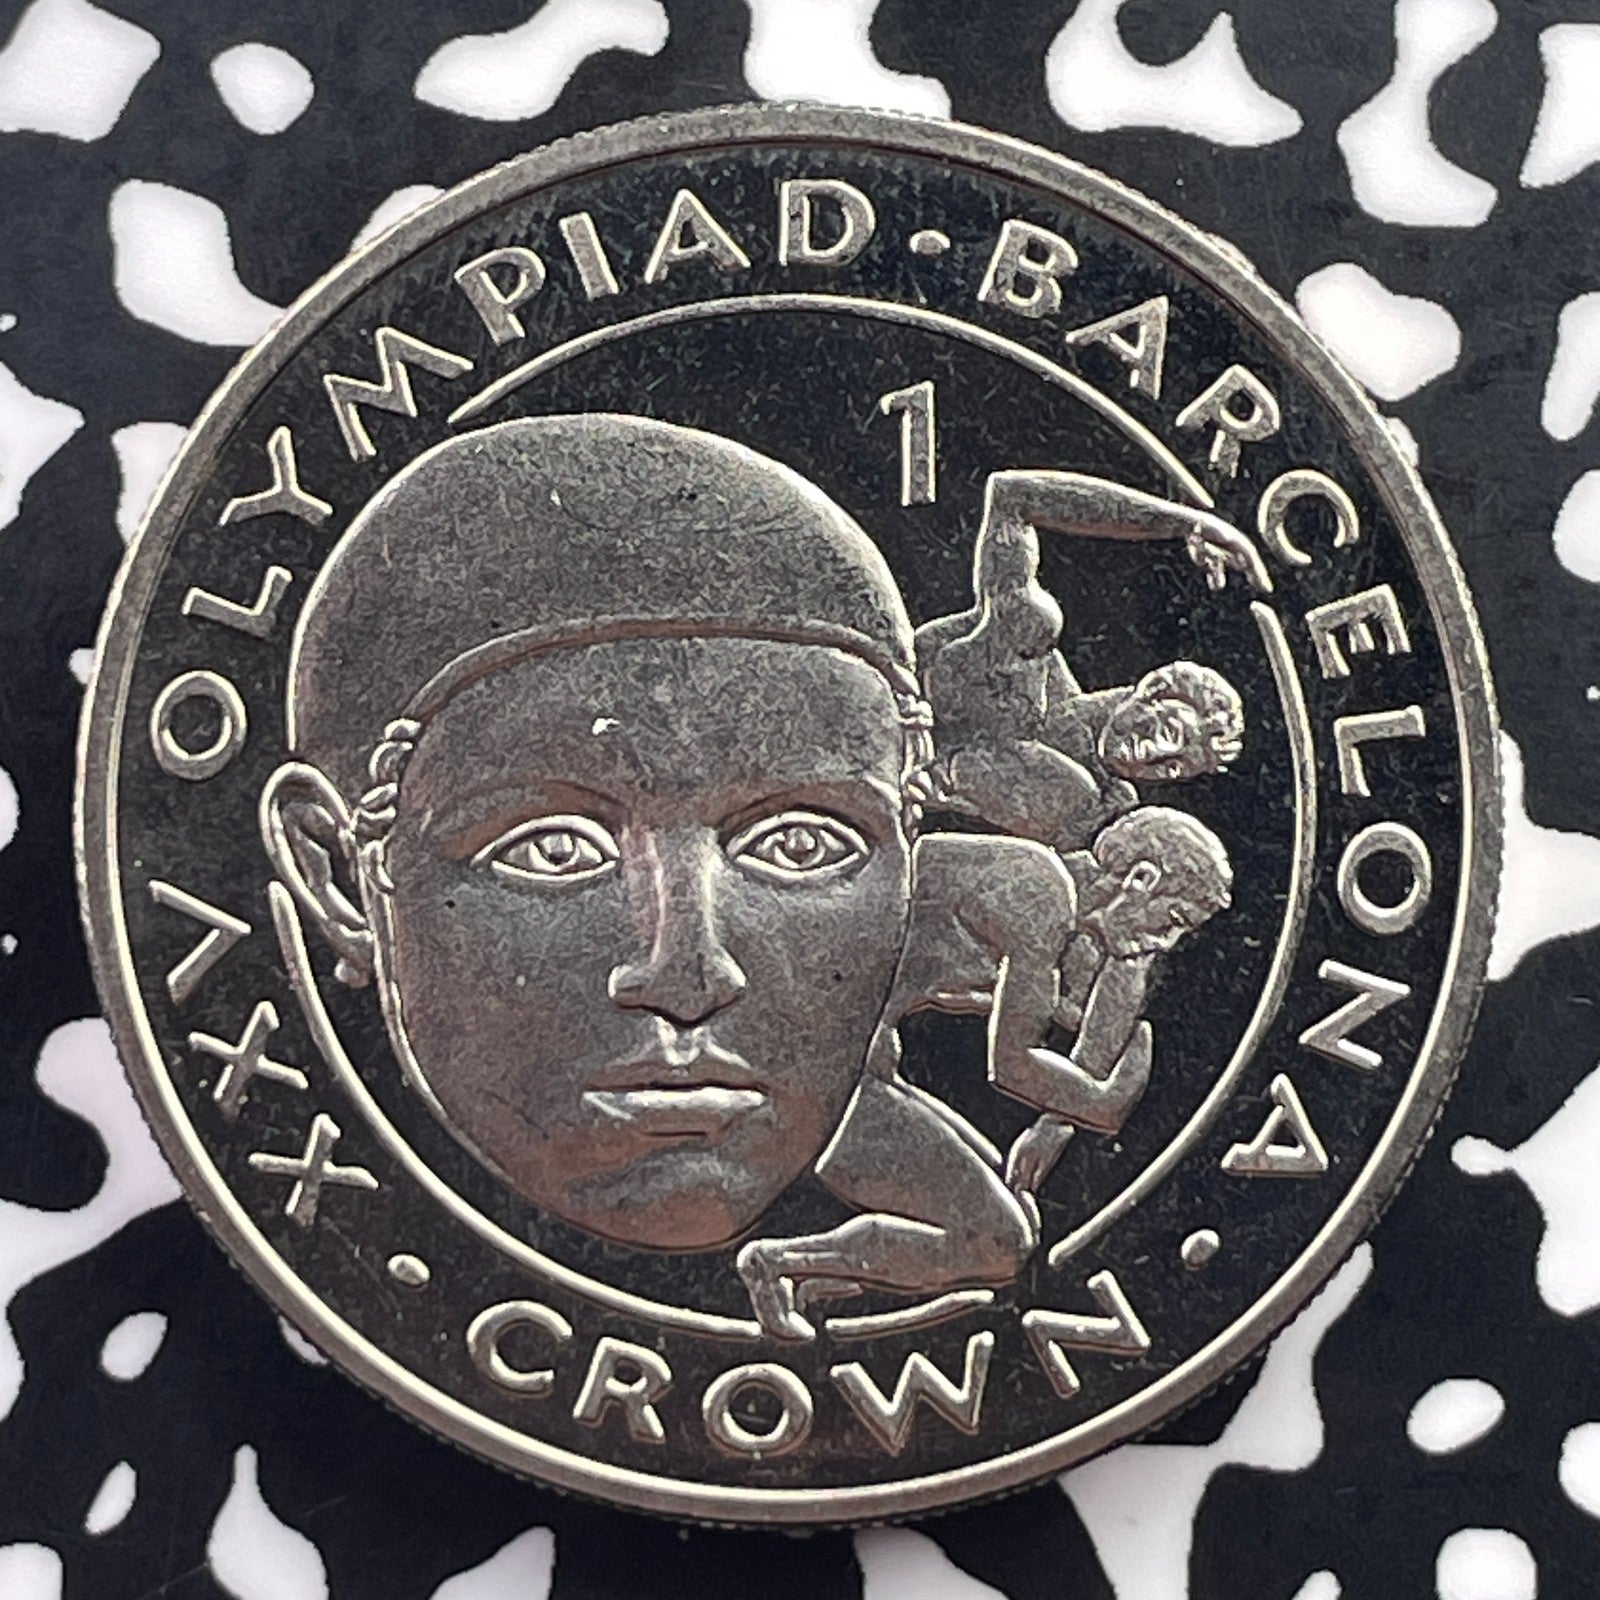 XXV OLYMPIAD · BARCELONA
1
· CROWN ·